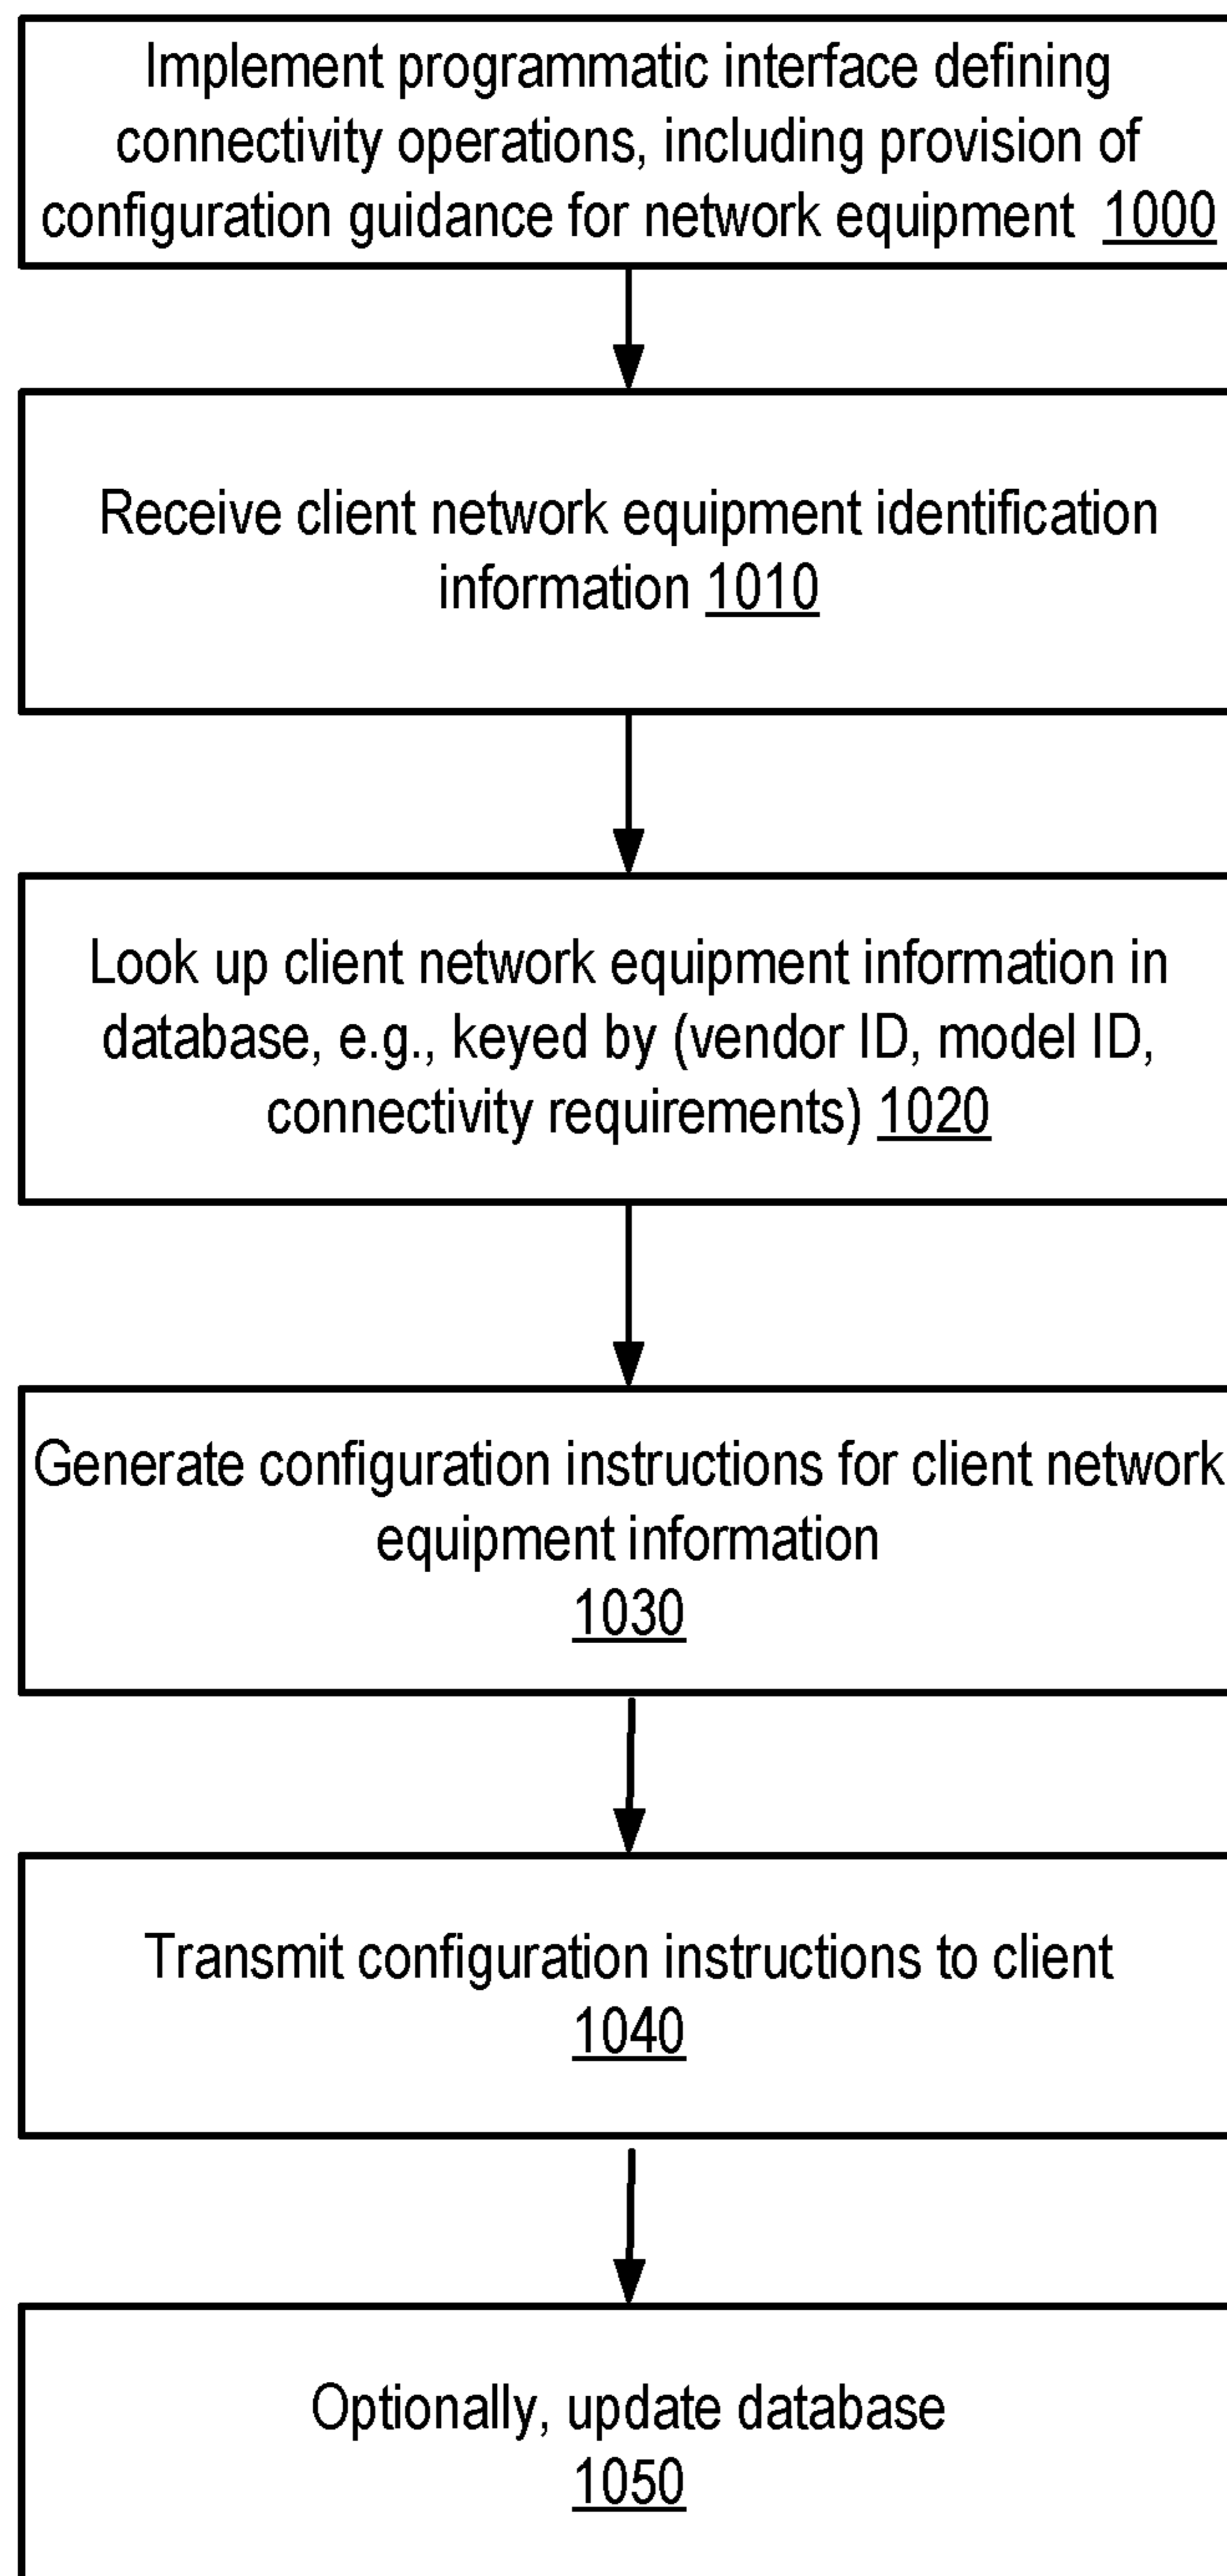 Implement programmatic interface defining
connectivity operations, including provision of
configuration guidance for network equipment 1000
Receive client network equipment identification
information 1010
Look up client network equipment information in
database, e.g., keyed by (vendor ID, model ID,
connectivity requirements) 1020
Generate configuration instructions for client network
equipment information
1030
Transmit configuration instructions to client
1040
Optionally, update database
1050